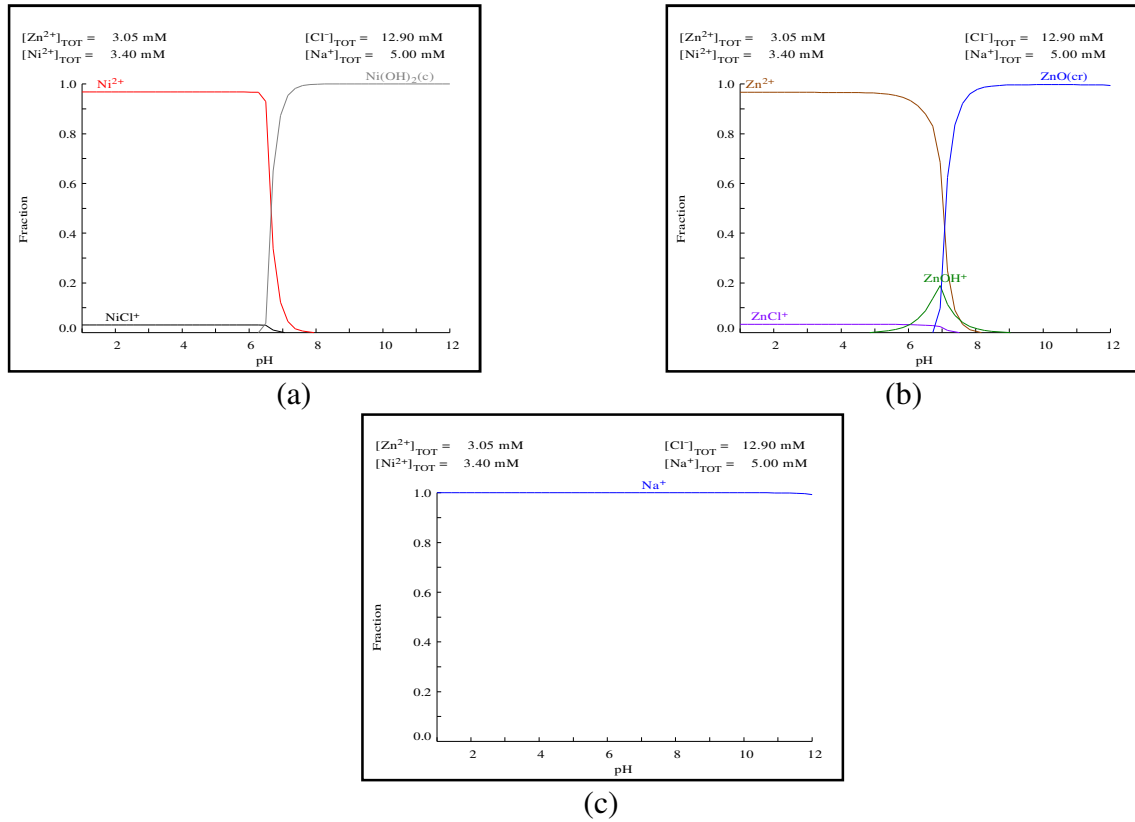 [Zn²⁺]TOT = 3.05 mM [Cl⁻]TOT = 12.90 mM
[Ni²⁺]TOT = 3.40 mM [Na⁺]TOT = 5.00 mM
Ni²⁺
Ni(OH)₂(c)
NiCl⁺
1.0
0.8
0.6
0.4
0.2
0.0
Fraction
2 4 6 8 10 12
pH
(a)
[Zn²⁺]TOT = 3.05 mM [Cl⁻]TOT = 12.90 mM
[Ni²⁺]TOT = 3.40 mM [Na⁺]TOT = 5.00 mM
Zn²⁺
ZnO(cr)
ZnOH⁺
ZnCl⁺
1.0
0.8
0.6
0.4
0.2
0.0
Fraction
2 4 6 8 10 12
pH
(b)
[Zn²⁺]TOT = 3.05 mM [Cl⁻]TOT = 12.90 mM
[Ni²⁺]TOT = 3.40 mM [Na⁺]TOT = 5.00 mM
Na⁺
1.0
0.8
0.6
0.4
0.2
0.0
Fraction
2 4 6 8 10 12
pH
(c)